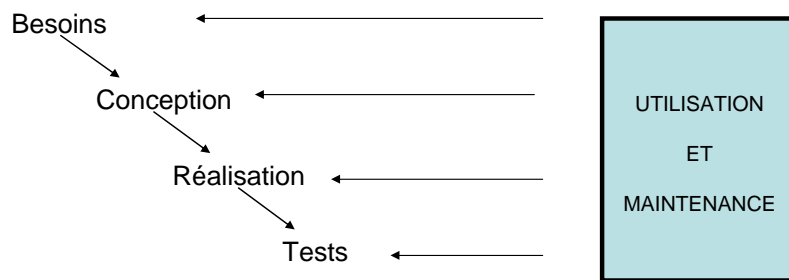 Besoins
Conception
Réalisation
Tests
UTILISATION
ET
MAINTENANCE